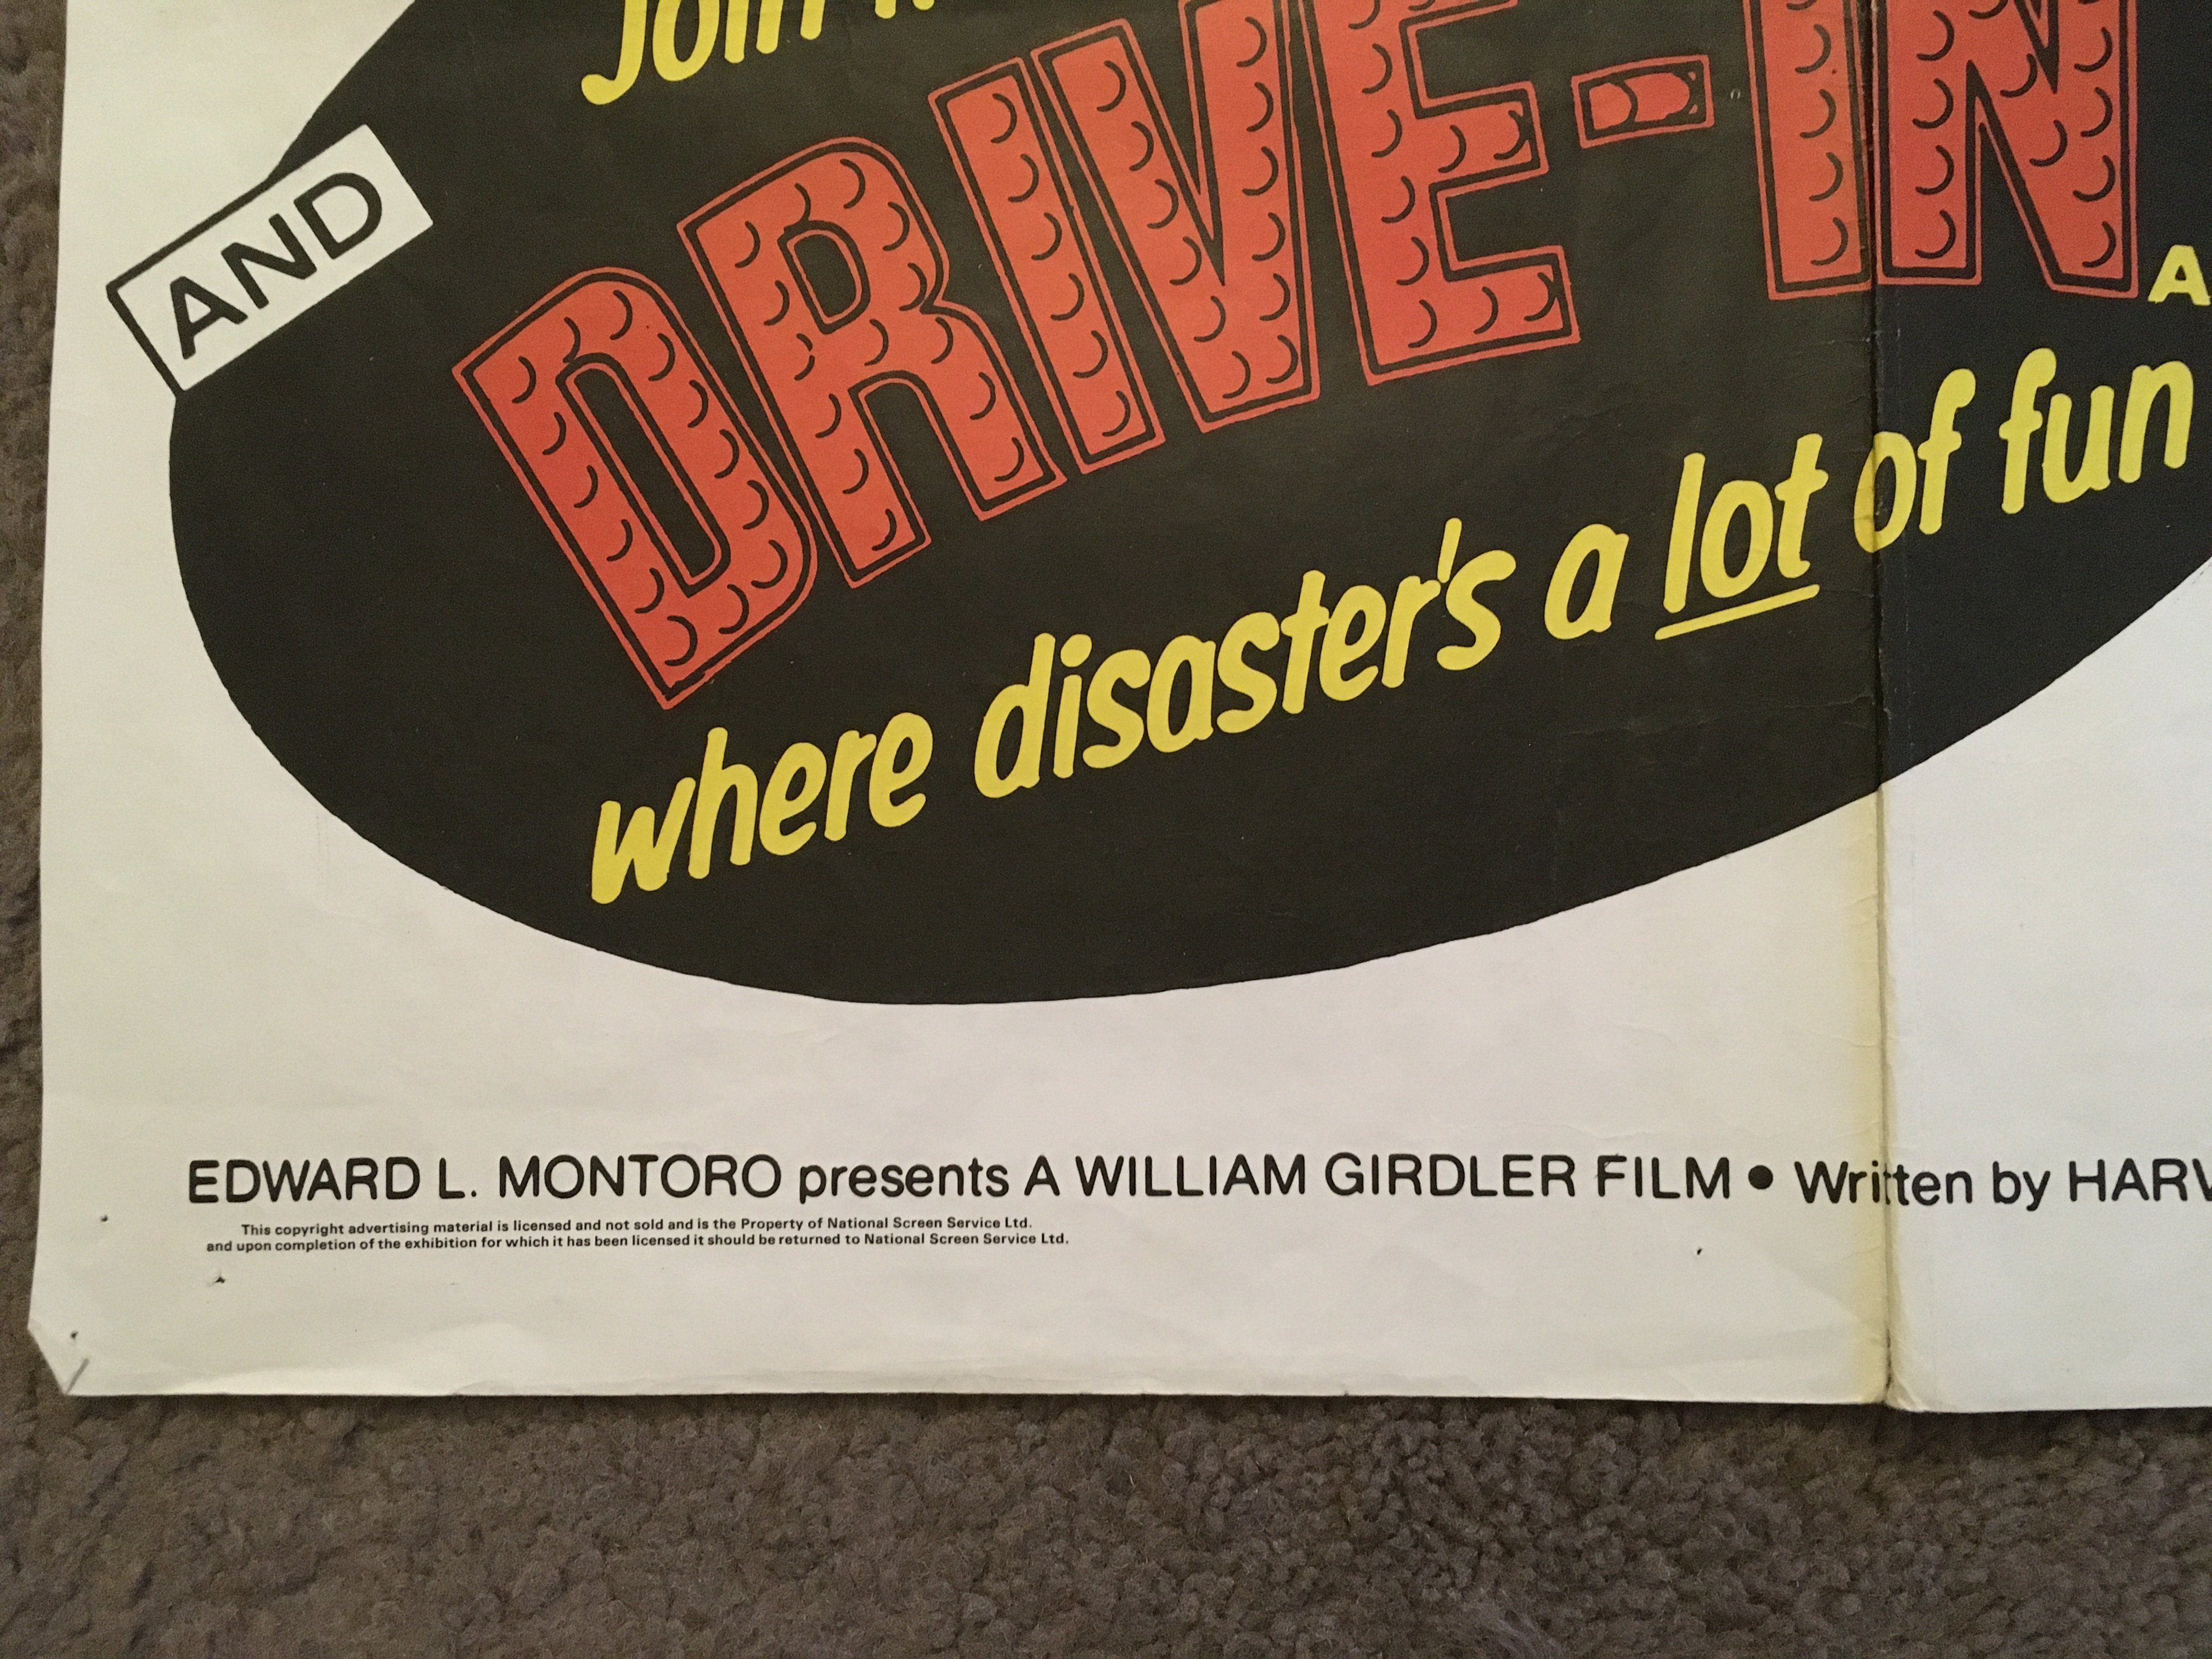 Join
AND
DRIVE-IN
A
where disaster's a lot of fun
EDWARD L. MONTORO presents A WILLIAM GIRDLER FILM • Written by HARV
This copyright advertising material is licensed and not sold and is the Property of National Screen Service Ltd.
and upon completion of the exhibition for which it has been licensed it should be returned to National Screen Service Ltd.